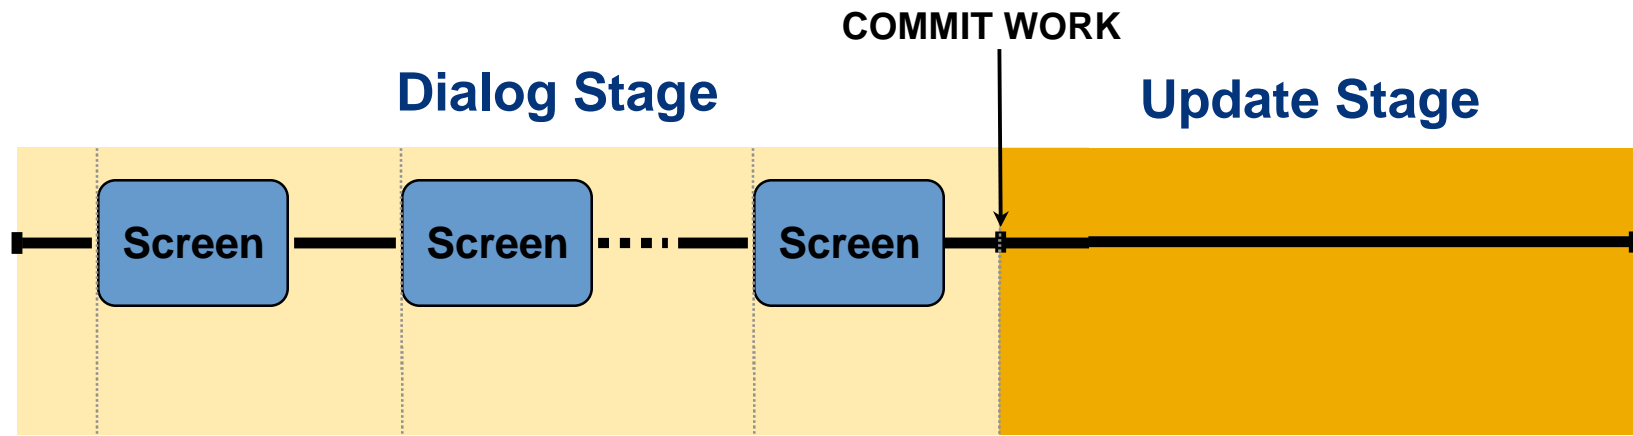 COMMIT WORK
Dialog Stage
Update Stage
Screen
Screen
Screen